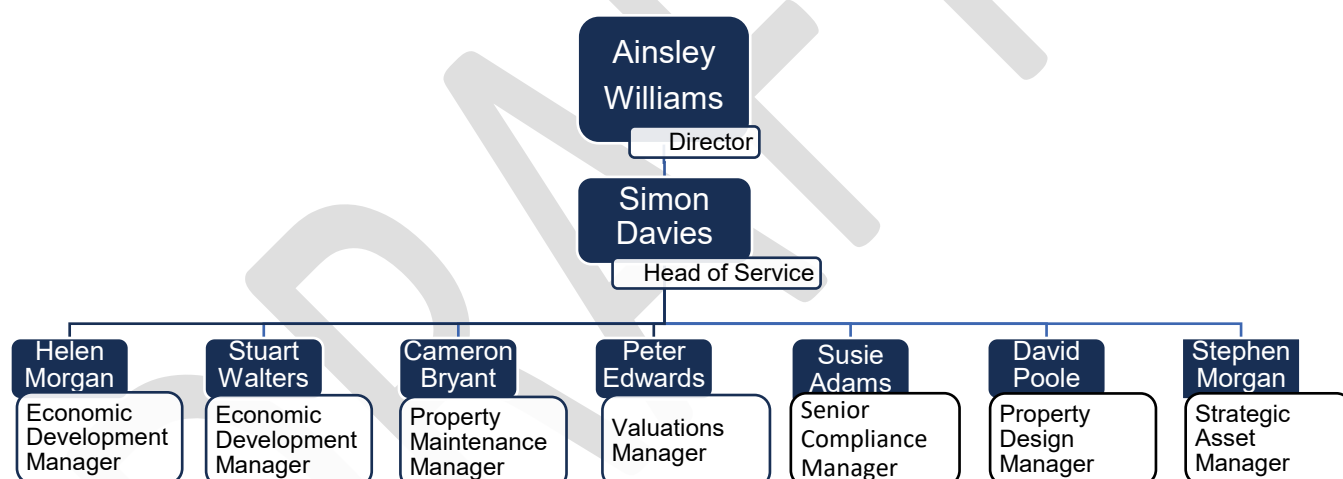 Ainsley
Williams
Director
Simon
Davies
Head of Service
Helen
Morgan
Economic
Development
Manager
Stuart
Walters
Economic
Development
Manager
Cameron
Bryant
Property
Maintenance
Manager
Peter
Edwards
Valuations
Manager
Susie
Adams
Senior
Compliance
Manager
David
Poole
Property
Design
Manager
Stephen
Morgan
Strategic
Asset
Manager